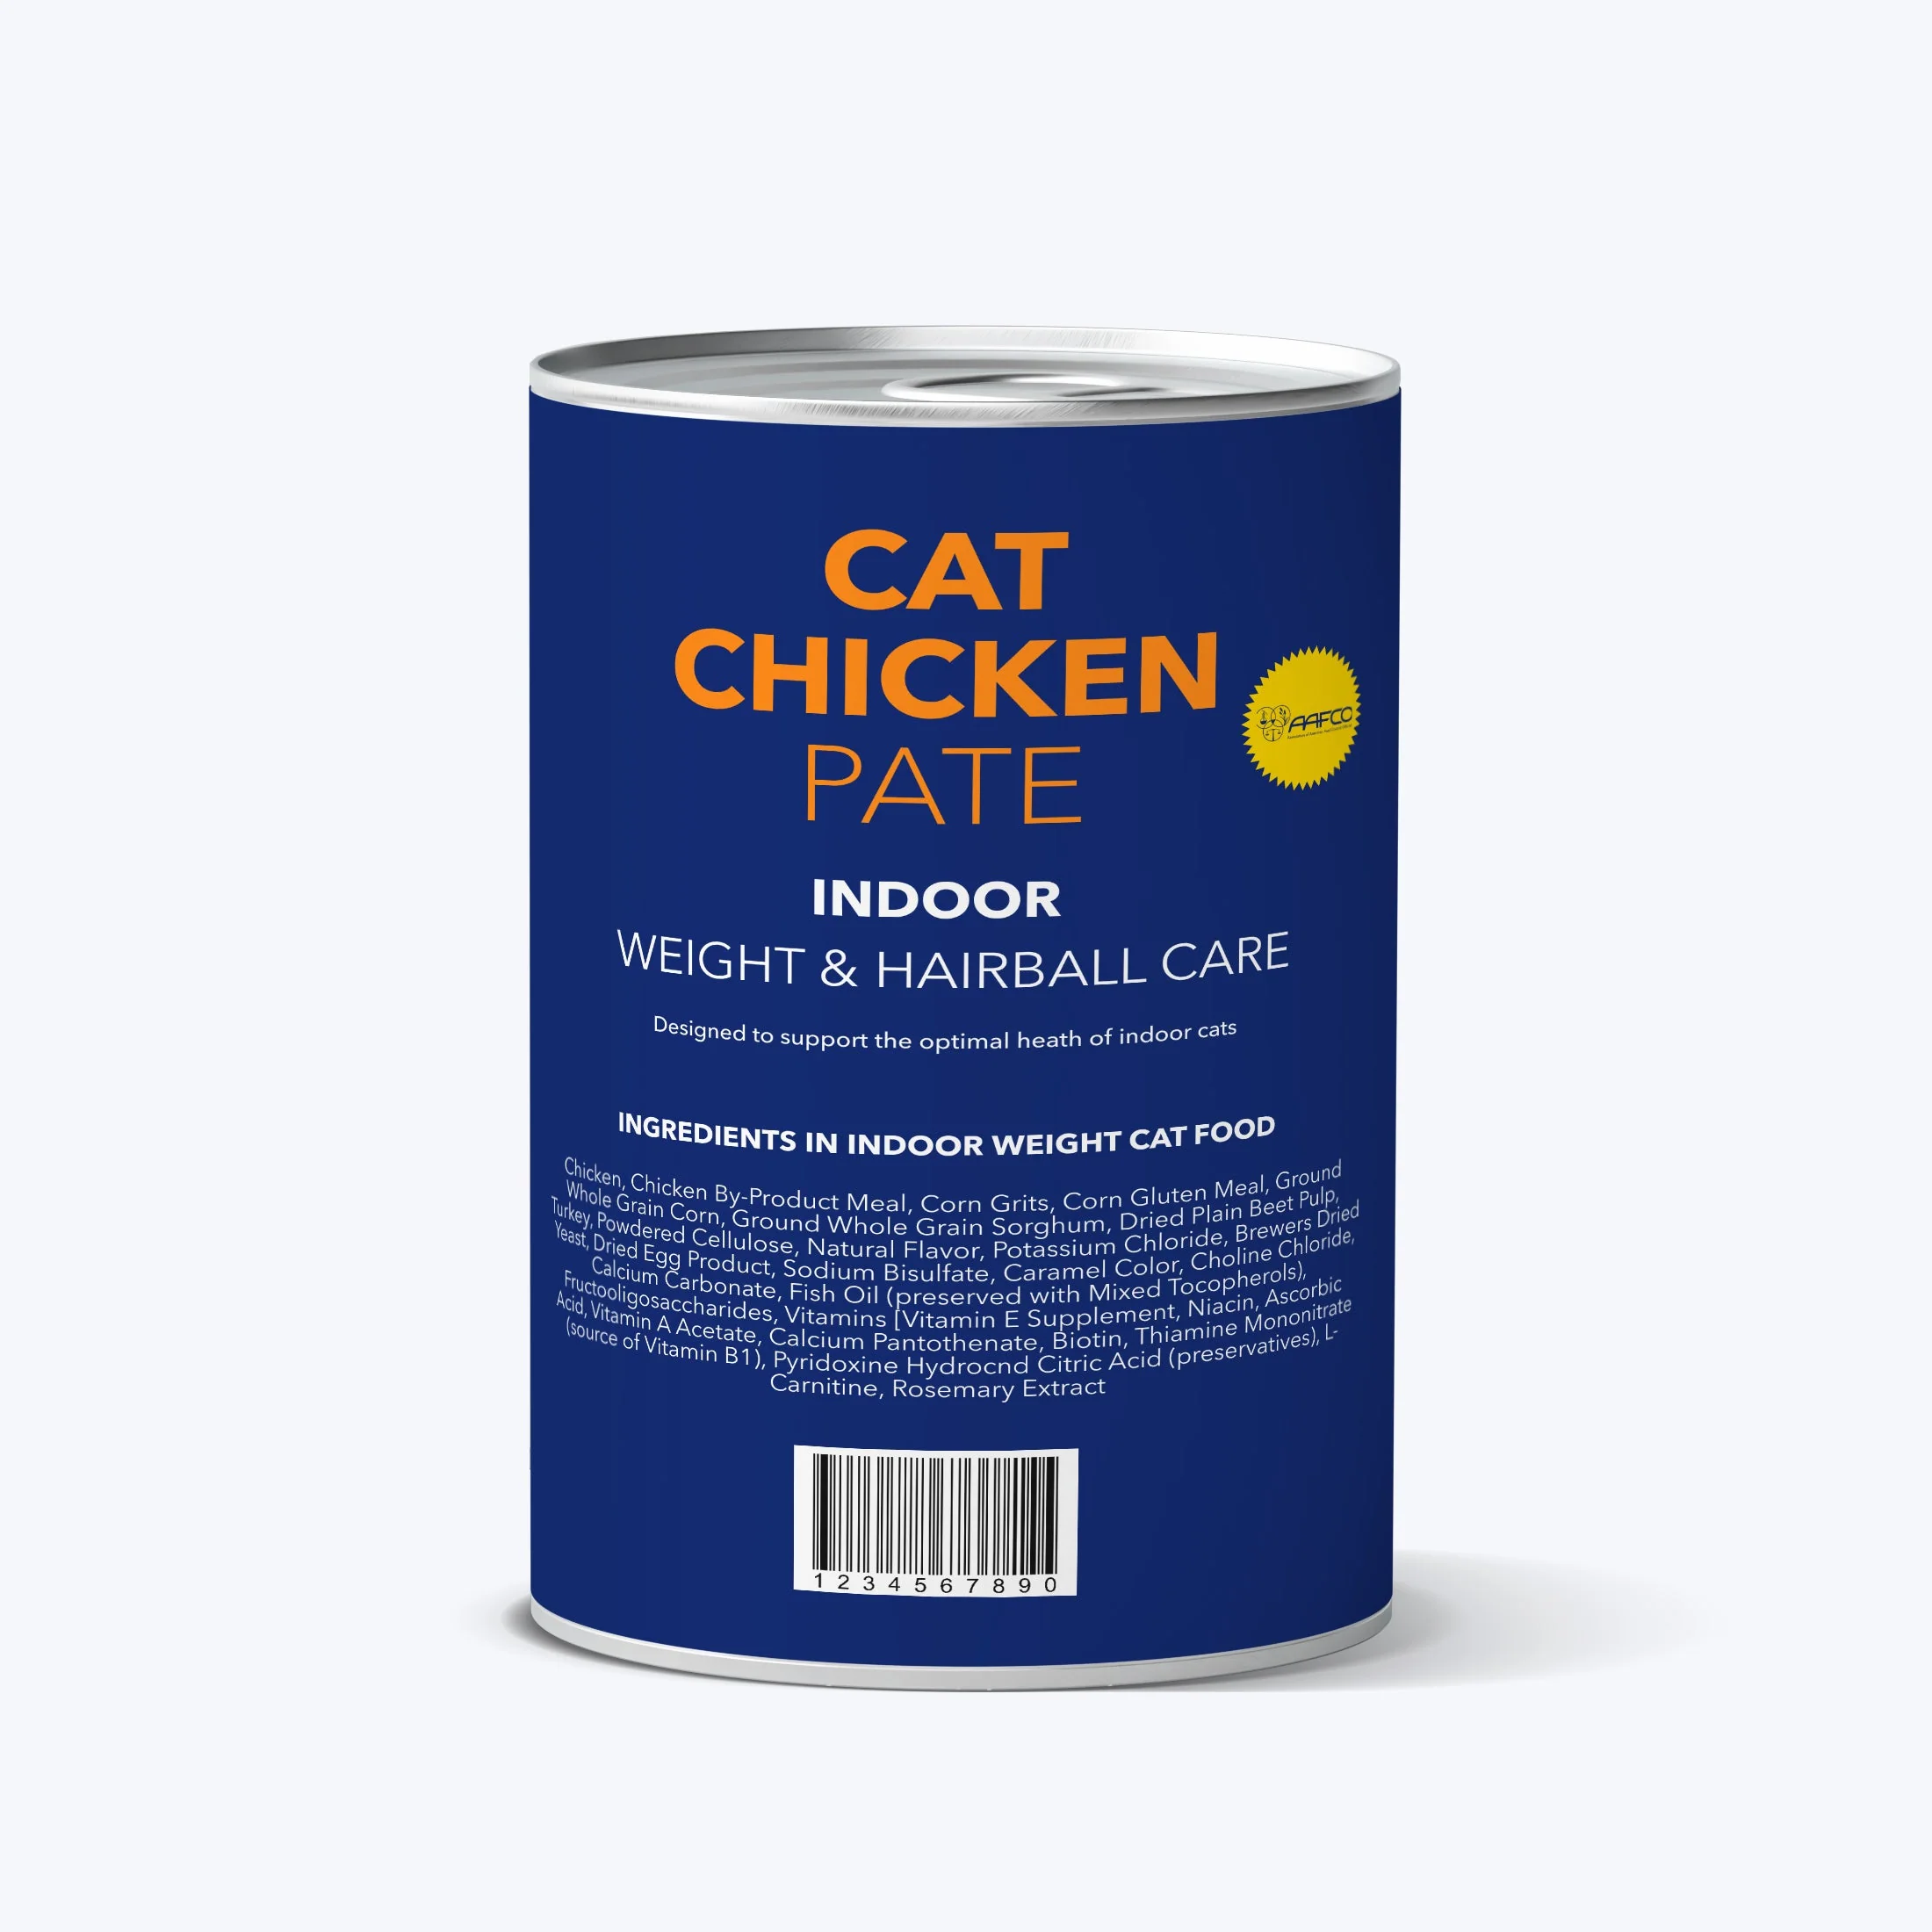 CAT
CHICKEN
PATE
AAFCO
INDOOR
WEIGHT & HAIRBALL CARE
Designed to support the optimal heath of indoor cats
INGREDIENTS IN INDOOR WEIGHT CAT FOOD
Chicken, Chicken By-Product Meal, Corn Grits, Corn Gluten Meal, Ground
Whole Grain Corn, Ground Whole Grain Sorghum, Dried Plain Beet Pulp,
Turkey, Powdered Cellulose, Natural Flavor, Potassium Chloride, Brewers Dried
Yeast, Dried Egg Product, Sodium Bisulfate, Caramel Color, Choline Chloride,
Calcium Carbonate, Fish Oil (preserved with Mixed Tocopherols),
Fructooligosaccharides, Vitamins [Vitamin E Supplement, Niacin, Ascorbic
Acid, Vitamin A Acetate, Calcium Pantothenate, Biotin, Thiamine Mononitrate
(source of Vitamin B1), Pyridoxine Hydrocnd Citric Acid (preservatives), L-
Carnitine, Rosemary Extract
1 2 3 4 5 6 7 8 9 0